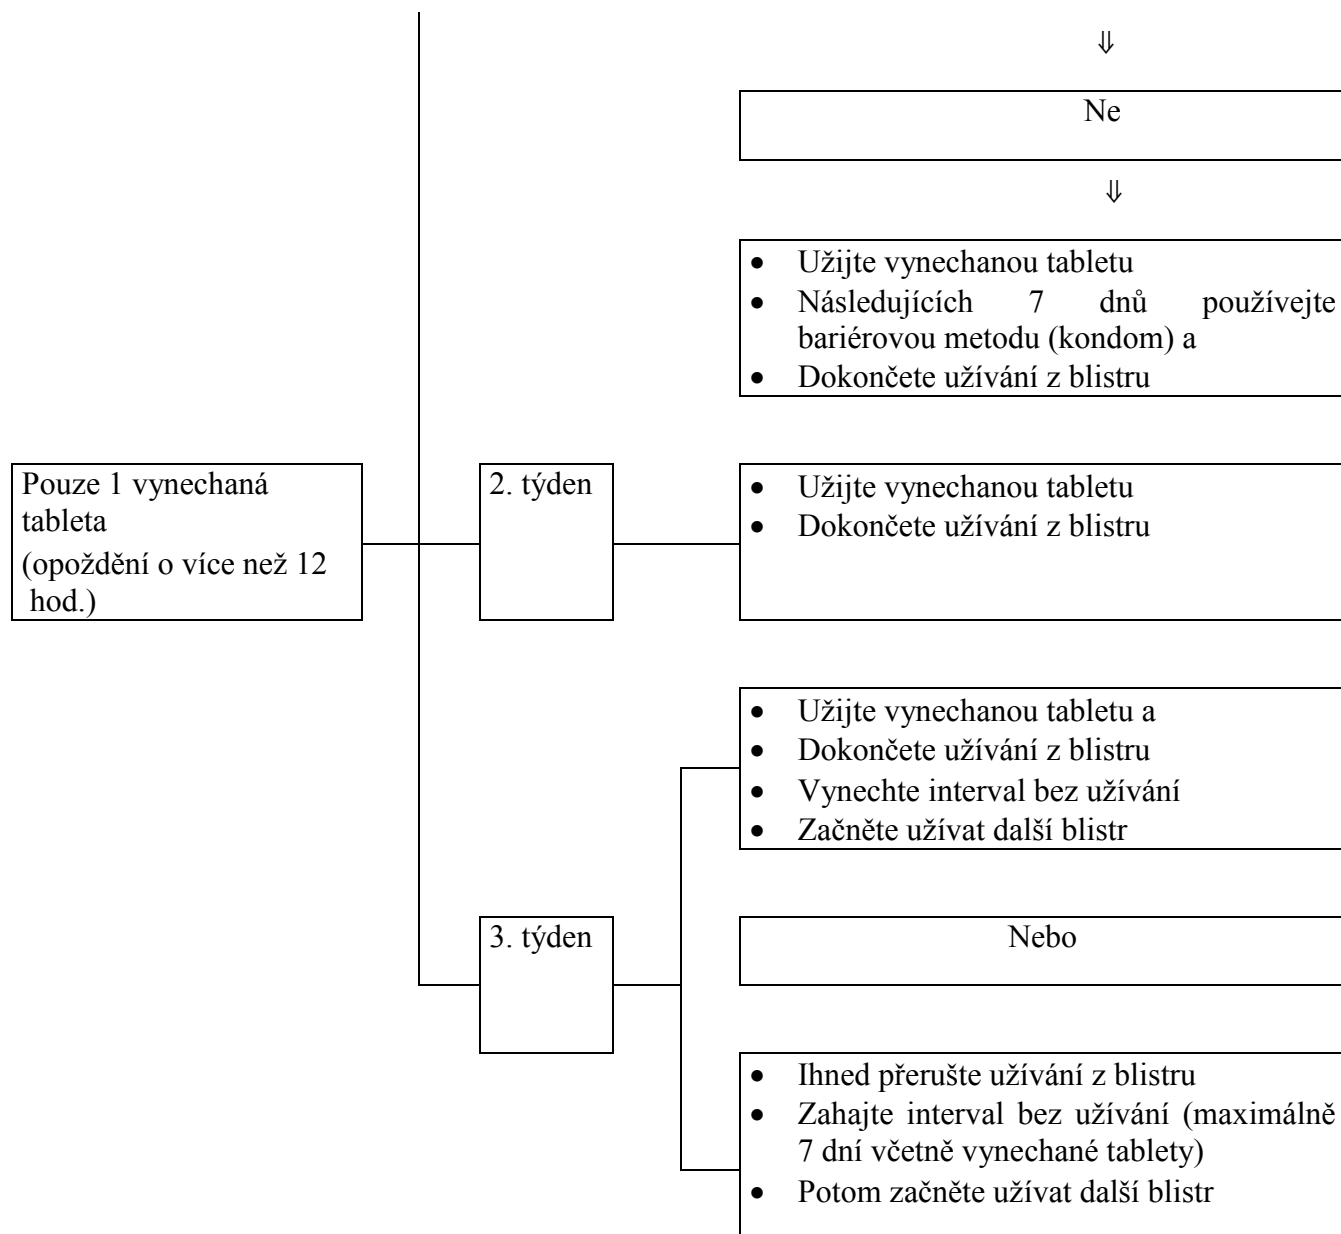 ⇓
Ne
⇓
• Užijte vynechanou tabletu
• Následujících 7 dnů používejte
bariérovou metodu (kondom) a
• Dokončete užívání z blistru
Pouze 1 vynechaná
tableta
(opoždění o více než 12
hod.)
2. týden
• Užijte vynechanou tabletu
• Dokončete užívání z blistru
• Užijte vynechanou tabletu a
• Dokončete užívání z blistru
• Vynechte interval bez užívání
• Začněte užívat další blistr
3. týden
Nebo
• Ihned přerušte užívání z blistru
• Zahajte interval bez užívání (maximálně
7 dní včetně vynechané tablety)
• Potom začněte užívat další blistr